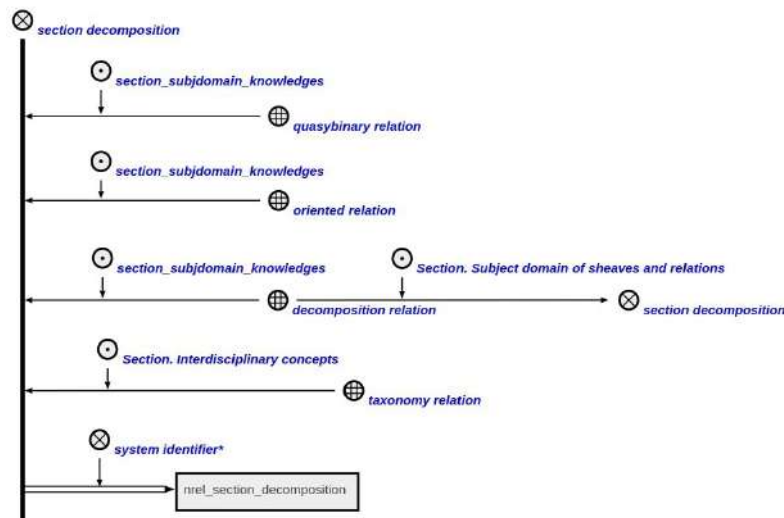 section decomposition
section_subjdomain_knowledges
quasybinary relation
section_subjdomain_knowledges
oriented relation
section_subjdomain_knowledges
Section. Subject domain of sheaves and relations
decomposition relation
section decomposition
Section. Interdisciplinary concepts
taxonomy relation
system identifier*
nrel_section_decomposition